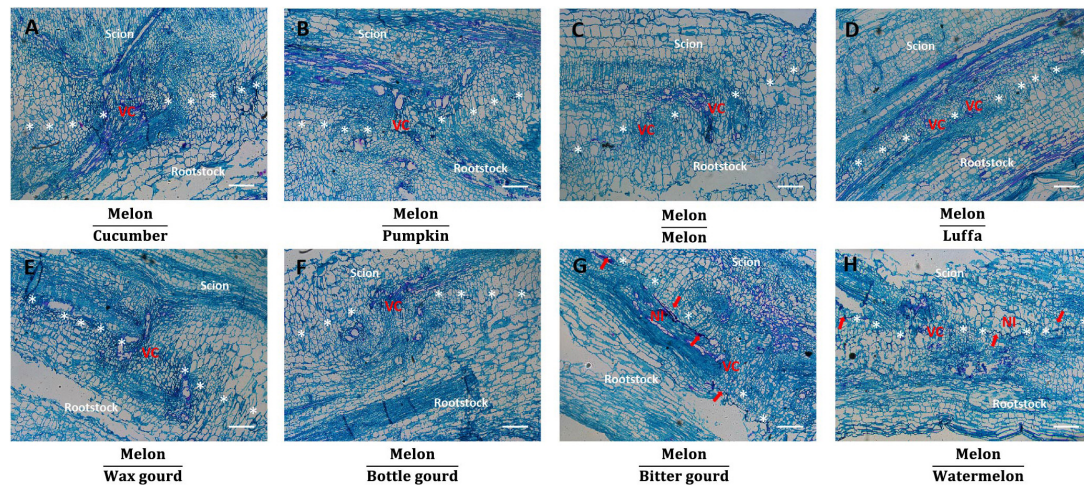 A
Scion
VC
Rootstock
Melon
Cucumber
B
Scion
VC
Rootstock
Melon
Pumpkin
C
Scion
VC
VC
Rootstock
Melon
Melon
D
Scion
VC
VC
Rootstock
Melon
Luffa
E
Scion
VC
Rootstock
Melon
Wax gourd
F
Scion
VC
Rootstock
Melon
Bottle gourd
G
Scion
NI
VC
Rootstock
Melon
Bitter gourd
H
Scion
NI
VC
Rootstock
Melon
Watermelon